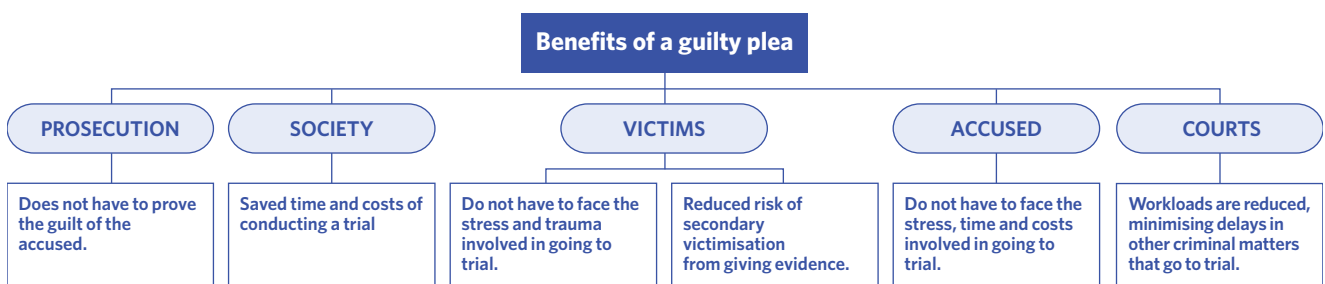 Benefits of a guilty plea
PROSECUTION
SOCIETY
VICTIMS
ACCUSED
COURTS
Does not have to prove
the guilt of the
accused.
Saved time and costs of
conducting a trial
Do not have to face the
stress and trauma
involved in going to
trial.
Reduced risk of
secondary
victimisation
from giving evidence.
Do not have to face the
stress, time and costs
involved in going to
trial.
Workloads are reduced,
minimising delays in
other criminal matters
that go to trial.